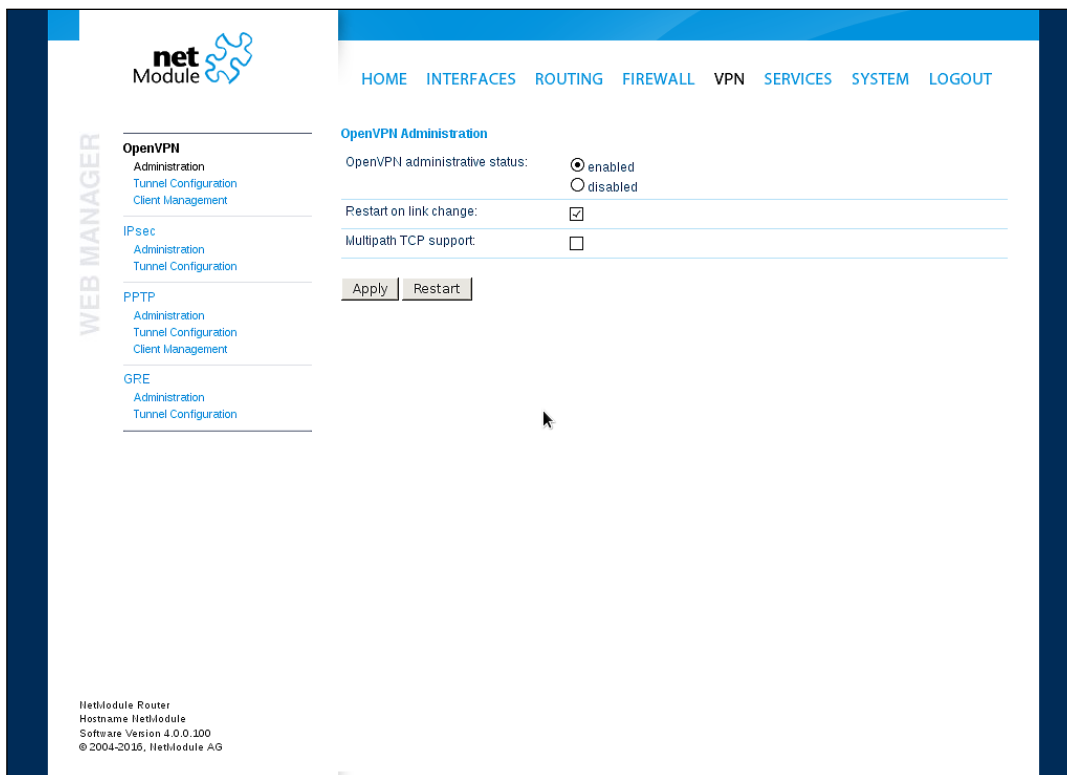 net
Module
HOME INTERFACES ROUTING FIREWALL VPN SERVICES SYSTEM LOGOUT
WEB MANAGER
OpenVPN
Administration
Tunnel Configuration
Client Management
IPsec
Administration
Tunnel Configuration
PPTP
Administration
Tunnel Configuration
Client Management
GRE
Administration
Tunnel Configuration
OpenVPN Administration
OpenVPN administrative status:
enabled
disabled
Restart on link change:
Multipath TCP support:
Apply Restart
NetModule Router
Hostname NetModule
Software Version 4.0.0.100
© 2004-2016, NetModule AG